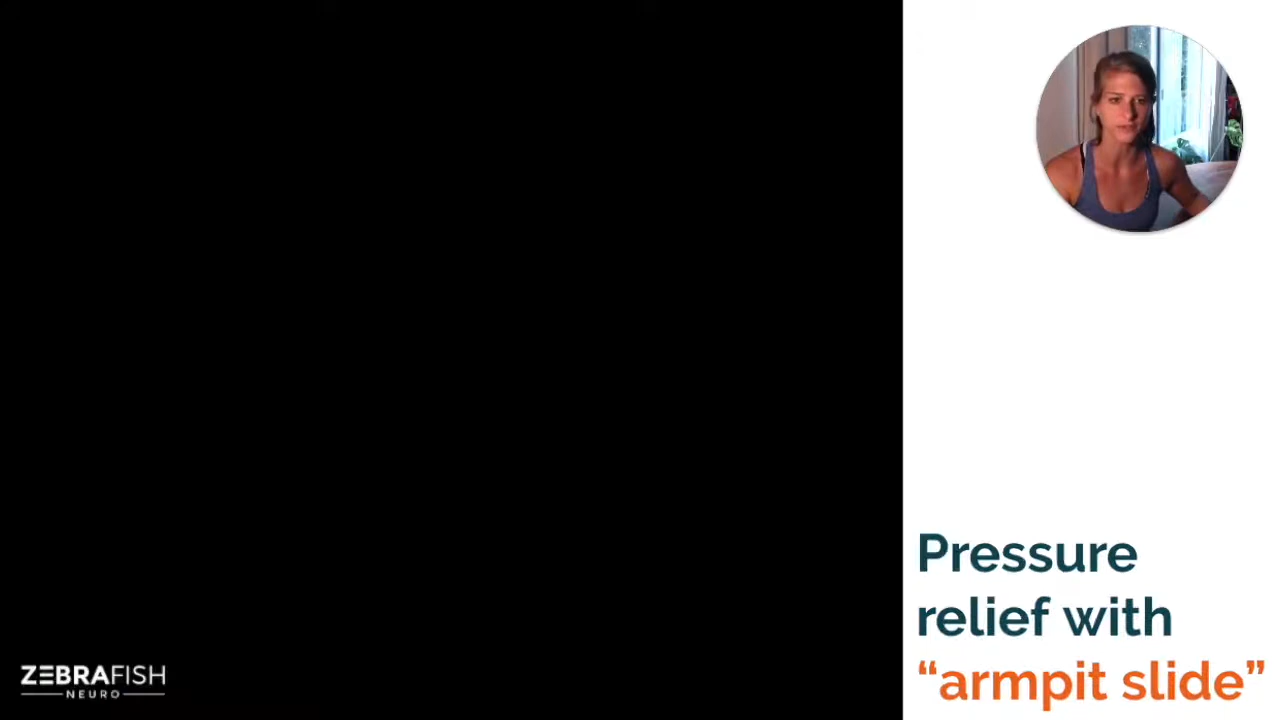 Pressure
relief with
“armpit slide”
ZEBRAFISH
NEURO